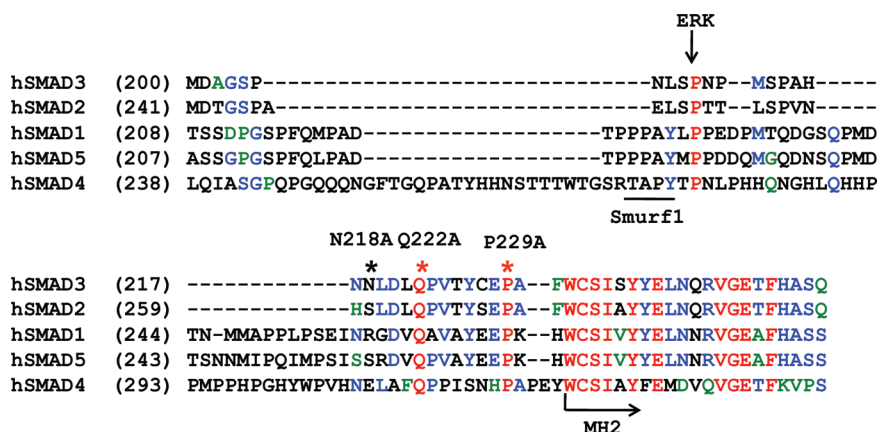 ERK
hSMAD3 (200) MDAGSP-------------------------------NLSPNP--MSPAH-----
hSMAD2 (241) MDTGSPA------------------------------ELSPTT--LSPVN-----
hSMAD1 (208) TSSDPGSPFQMPAD-------------------TPPPAYLPPEDPMTQDGSQPMD
hSMAD5 (207) ASSGPGSPFQLPAD-------------------TPPPAYMPPDDQMGQDNSQPMD
hSMAD4 (238) LQIASGPQPGQQQNGFTGQPATYHHNSTTTWTGSRTAPYTPNLPHHQNGHLQHHP
Smurf1
N218A Q222A P229A
* * *
hSMAD3 (217) -------------NNLDLQPVTYCEPA--FWCSISYYELNQRVGETFHASQ
hSMAD2 (259) -------------HSLDLQPVTYSEPA--FWCSIAYYELNQRVGETFHASQ
hSMAD1 (244) TN-MMAPPLPSEINRGDVQAVAYEEPK--HWCSIVYYELNNRVGEAFHASS
hSMAD5 (243) TSNNMIPQIMPSISSRDVQPVAYEEPK--HWCSIVYYELNNRVGEAFHASS
hSMAD4 (293) PMPPHPGHYWPVHNELAFQPPISNHPAPEYWCSIAYFEMDVQVGETFKVPS
MH2